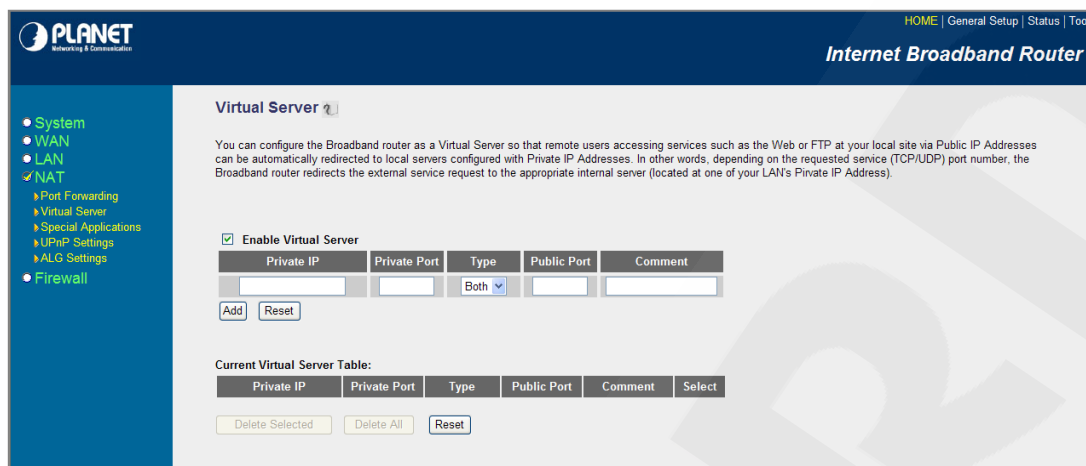 PLANET
Networking & Communication
HOME | General Setup | Status | Too
Internet Broadband Router
System
WAN
LAN
NAT
Port Forwarding
Virtual Server
Special Applications
UPnP Settings
ALG Settings
Firewall
Virtual Server
You can configure the Broadband router as a Virtual Server so that remote users accessing services such as the Web or FTP at your local site via Public IP Addresses
can be automatically redirected to local servers configured with Private IP Addresses. In other words, depending on the requested service (TCP/UDP) port number, the
Broadband router redirects the external service request to the appropriate internal server (located at one of your LAN's Pivate IP Address).
Enable Virtual Server
Private IP Private Port Type Public Port Comment
Both
Add Reset
Current Virtual Server Table:
Private IP Private Port Type Public Port Comment Select
Delete Selected Delete All Reset